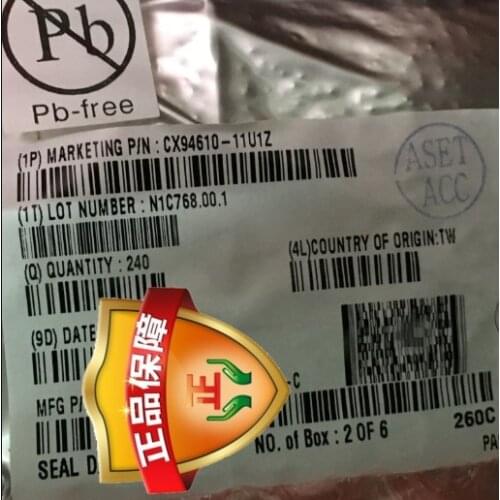 Pb
Pb-free
(1P) MARKETING P/N : CX94610-11U1Z
(1T) LOT NUMBER : N1C768.00.1
ASET
ACC
(Q) QUANTITY : 240
(4L)COUNTRY OF ORIGIN:TW
(9D) DATE
正品保障
正
-C
MFG P/
SEAL D
NO. of Box : 2 OF 6
260C
PA